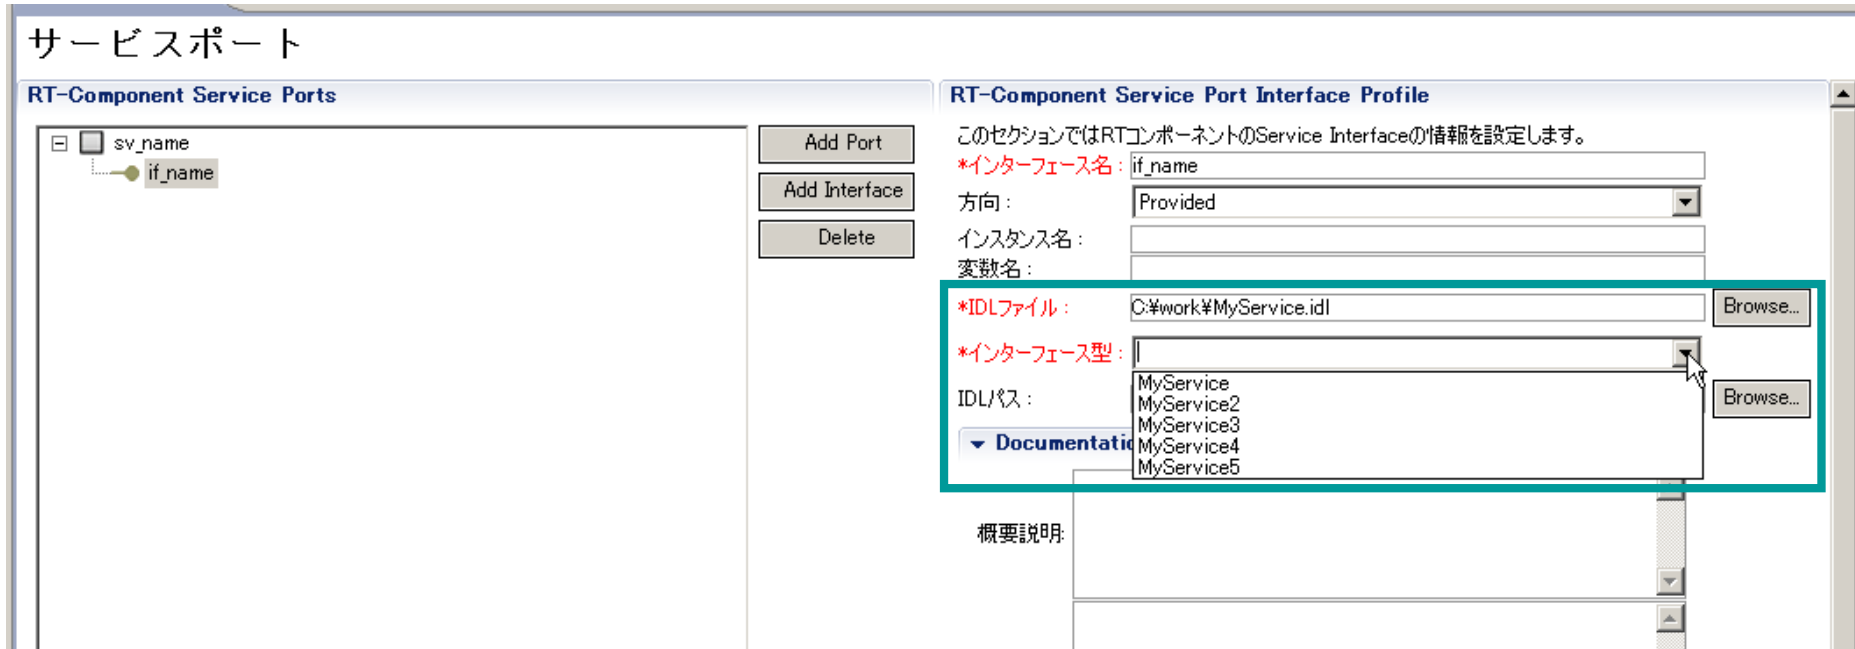 サービスポート
RT-Component Service Ports
sv_name
if_name
Add Port
Add Interface
Delete
RT-Component Service Port Interface Profile
このセクションではRTコンポーネントのService Interfaceの情報を設定します。
*インターフェース名 : if_name
方向 : Provided
インスタンス名 :
変数名 :
*IDLファイル : C:¥work¥MyService.idl Browse...
*インターフェース型 :
MyService
IDLパス : MyService2 Browse...
MyService3
Documentatio MyService4
MyService5
概要説明: